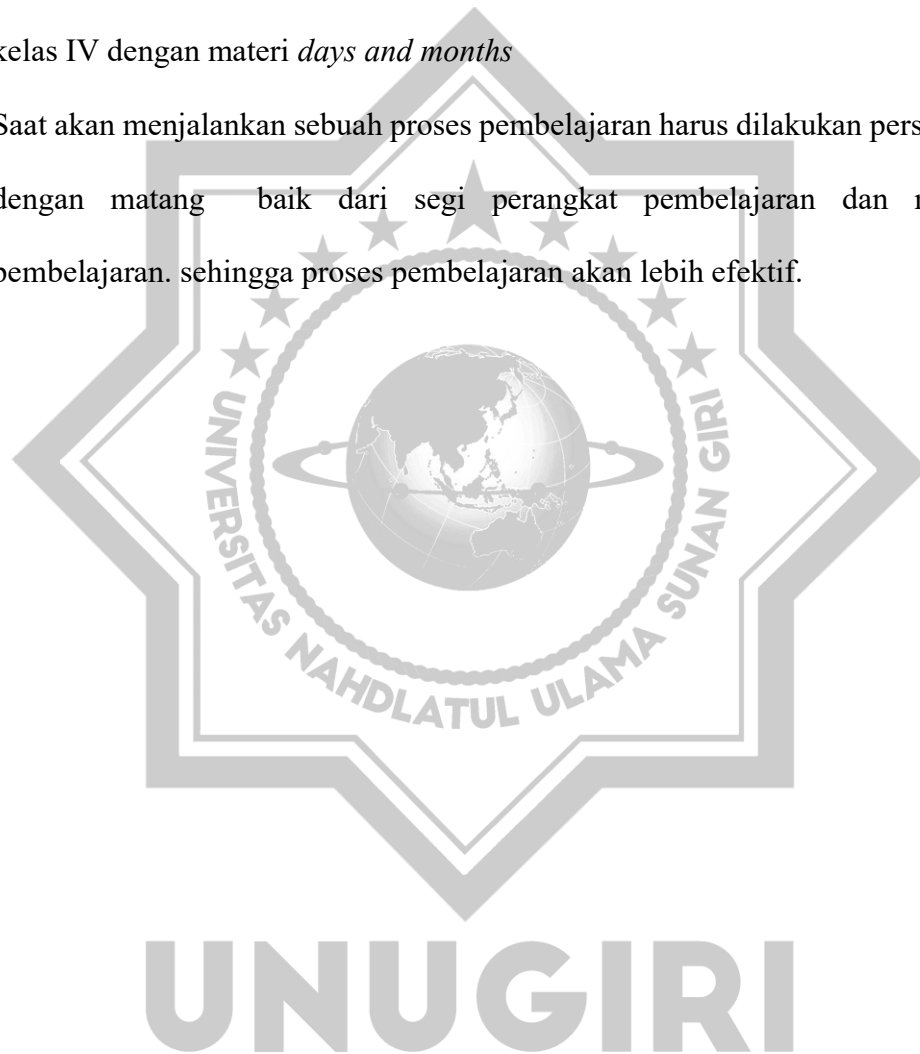 kelas IV dengan materi days and months
Saat akan menjalankan sebuah proses pembelajaran harus dilakukan
dengan matang baik dari segi perangkat pembelajaran dan
pembelajaran. sehingga proses pembelajaran akan lebih efektif.
UNIVERSITAS NAHDLATUL ULAMA SUNAN GIRI
UNUGIRI